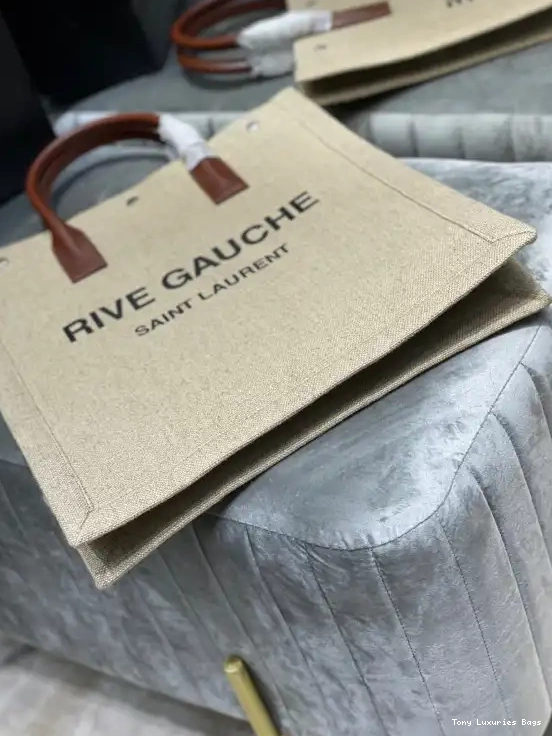 RIVE GAUCHE
SAINT LAURENT
Tony Luxuries Bags